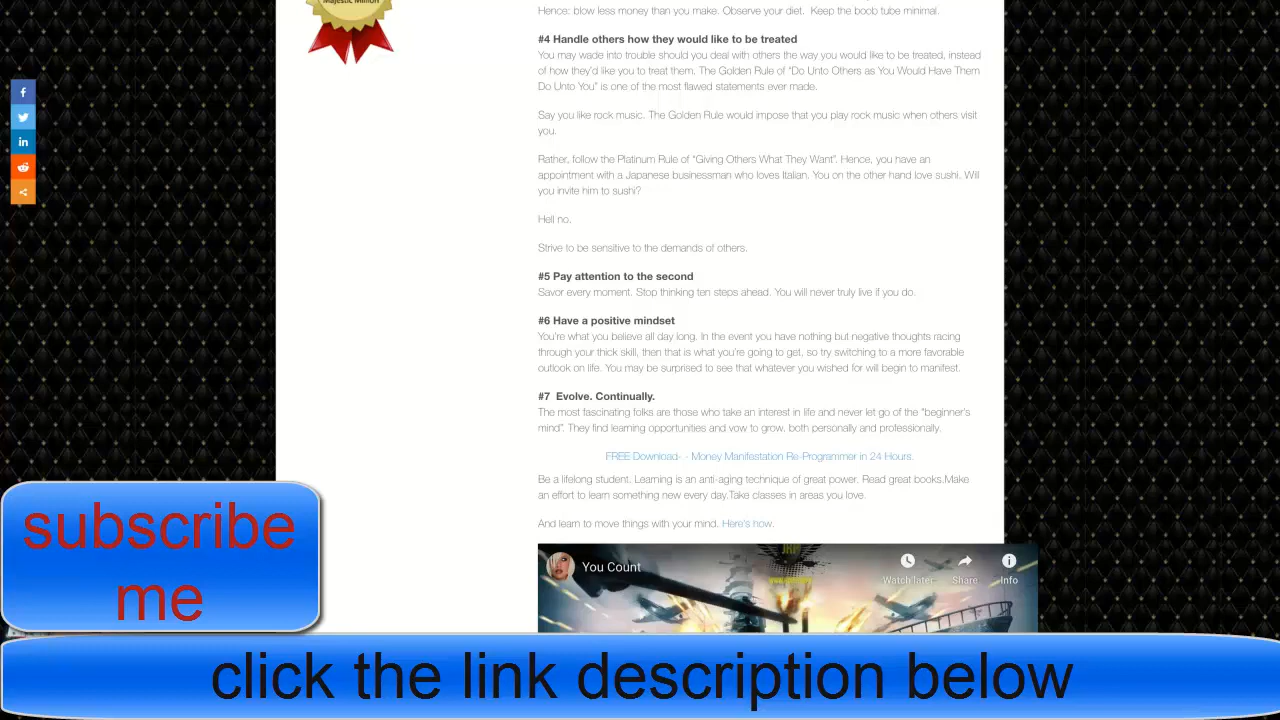 Majestic Million
Hence: blow less money than you make. Observe your diet.  Keep the boob tube minimal.
#4 Handle others how they would like to be treated
You may wade into trouble should you deal with others the way you would like to be treated, instead
of how they'd like you to treat them. The Golden Rule of "Do Unto Others as You Would Have Them
Do Unto You" is one of the most flawed statements ever made.
Say you like rock music. The Golden Rule would impose that you play rock music when others visit
you.
Rather, follow the Platinum Rule of "Giving Others What They Want". Hence, you have an
appointment with a Japanese businessman who loves Italian. You on the other hand love sushi. Will
you invite him to sushi?
Hell no.
Strive to be sensitive to the demands of others.
#5 Pay attention to the second
Savor every moment. Stop thinking ten steps ahead. You will never truly live if you do.
#6 Have a positive mindset
You're what you believe all day long. In the event you have nothing but negative thoughts racing
through your thick skill, then that is what you're going to get, so try switching to a more favorable
outlook on life. You may be surprised to see that whatever you wished for will begin to manifest.
#7  Evolve. Continually.
The most fascinating folks are those who take an interest in life and never let go of the "beginner's
mind". They find learning opportunities and vow to grow, both personally and professionally.
FREE Download- - Money Manifestation Re-Programmer in 24 Hours.
Be a lifelong student. Learning is an anti-aging technique of great power. Read great books.Make
an effort to learn something new every day.Take classes in areas you love.
And learn to move things with your mind. Here's how.
You Count
Watch later
Share
Info
subscribe
me
click the link description below